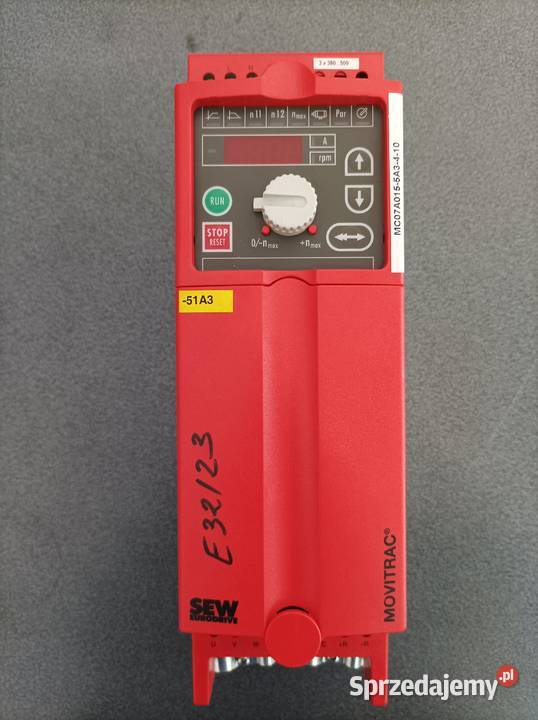 3 x 380...500
n11 n12 nmax Par
A
rpm
RUN
STOP
RESET
0/-nmax +nmax
MC07A015-5A3-4-10
-51A3
E 32/23
MOVITRAC®
SEW
EURODRIVE
U V W
+R -R
Sprzedajemy.pl